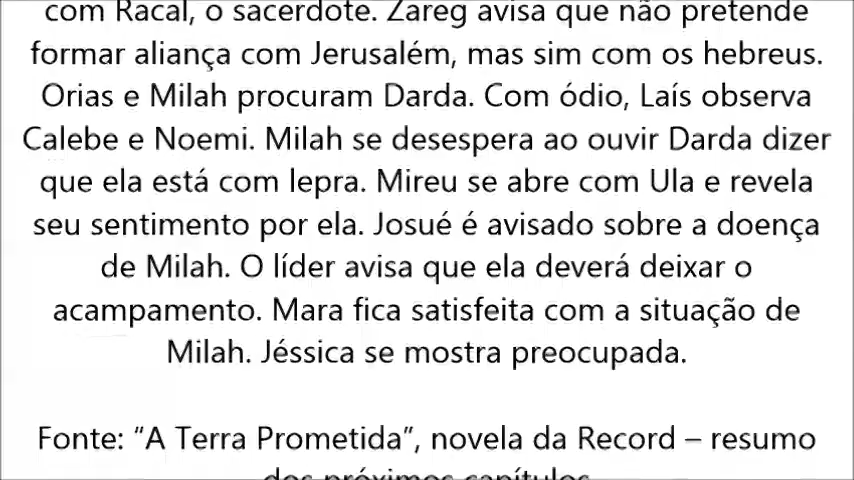 com Racal, o sacerdote. Zareg avisa que não pretende
formar aliança com Jerusalém, mas sim com os hebreus.
Orias e Milah procuram Darda. Com ódio, Laís observa
Calebe e Noemi. Milah se desespera ao ouvir Darda dizer
que ela está com lepra. Mireu se abre com Ula e revela
seu sentimento por ela. Josué é avisado sobre a doença
de Milah. O líder avisa que ela deverá deixar o
acampamento. Mara fica satisfeita com a situação de
Milah. Jéssica se mostra preocupada.
Fonte: “A Terra Prometida”, novela da Record – resumo
dos próximos capítulos